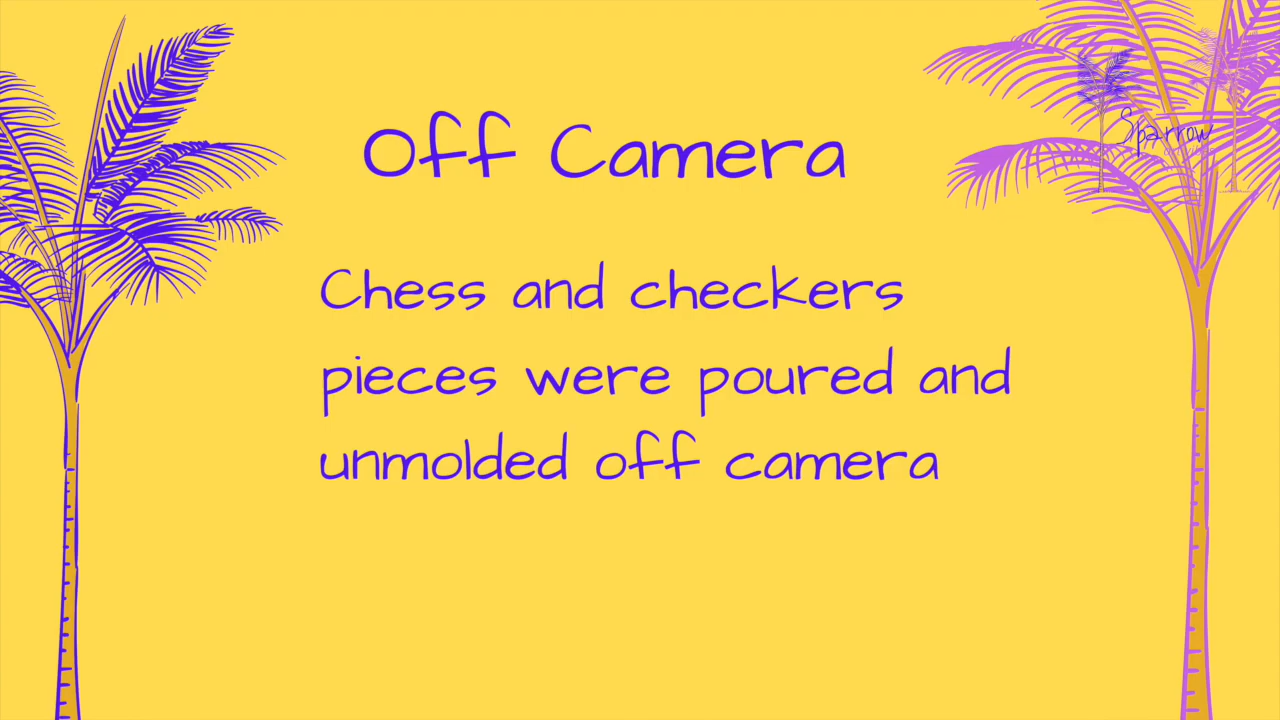 Off Camera
Sparrow
Chess and checkers
pieces were poured and
unmolded off camera